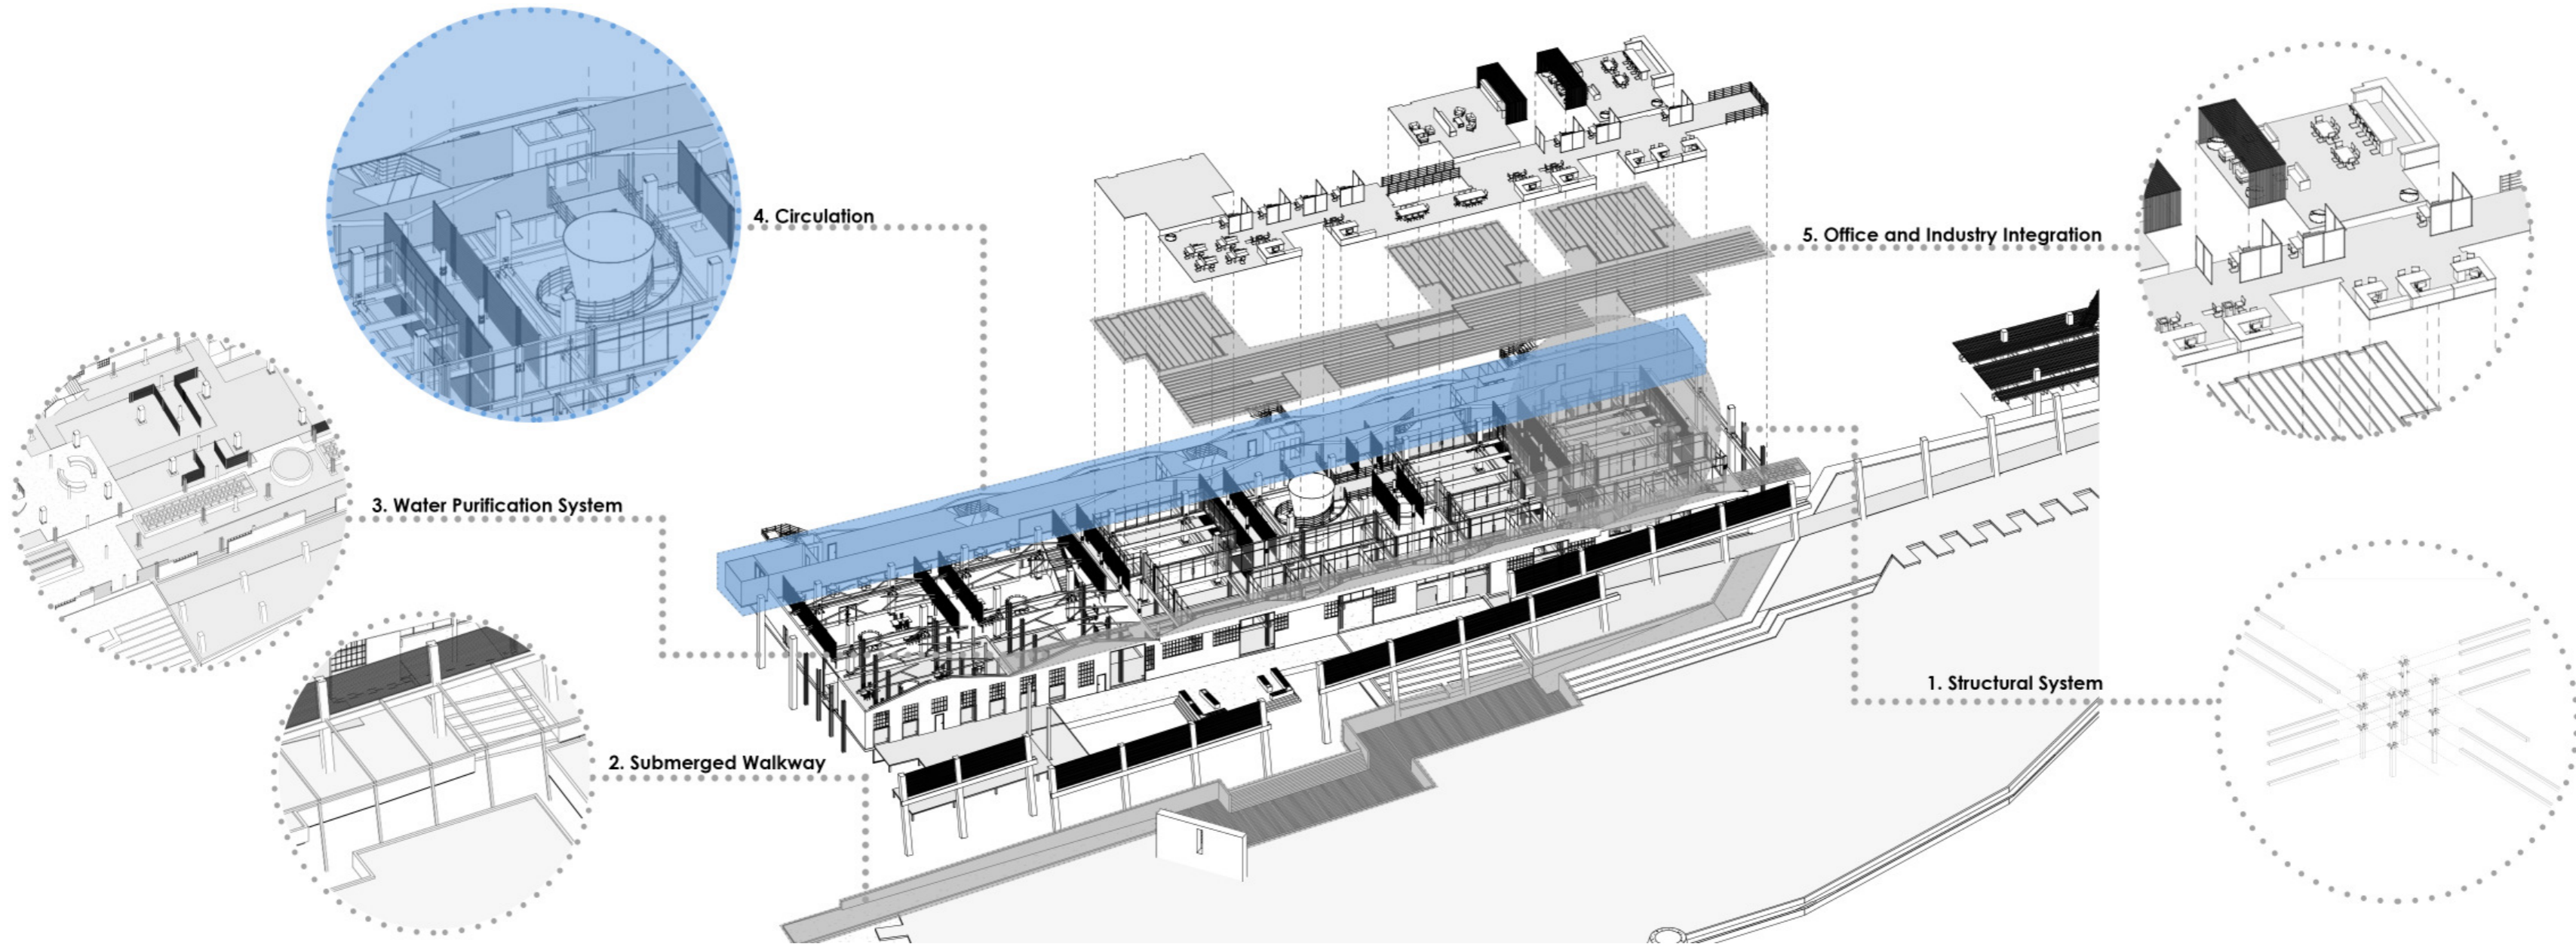 4. Circulation
5. Office and Industry Integration
3. Water Purification System
1. Structural System
2. Submerged Walkway